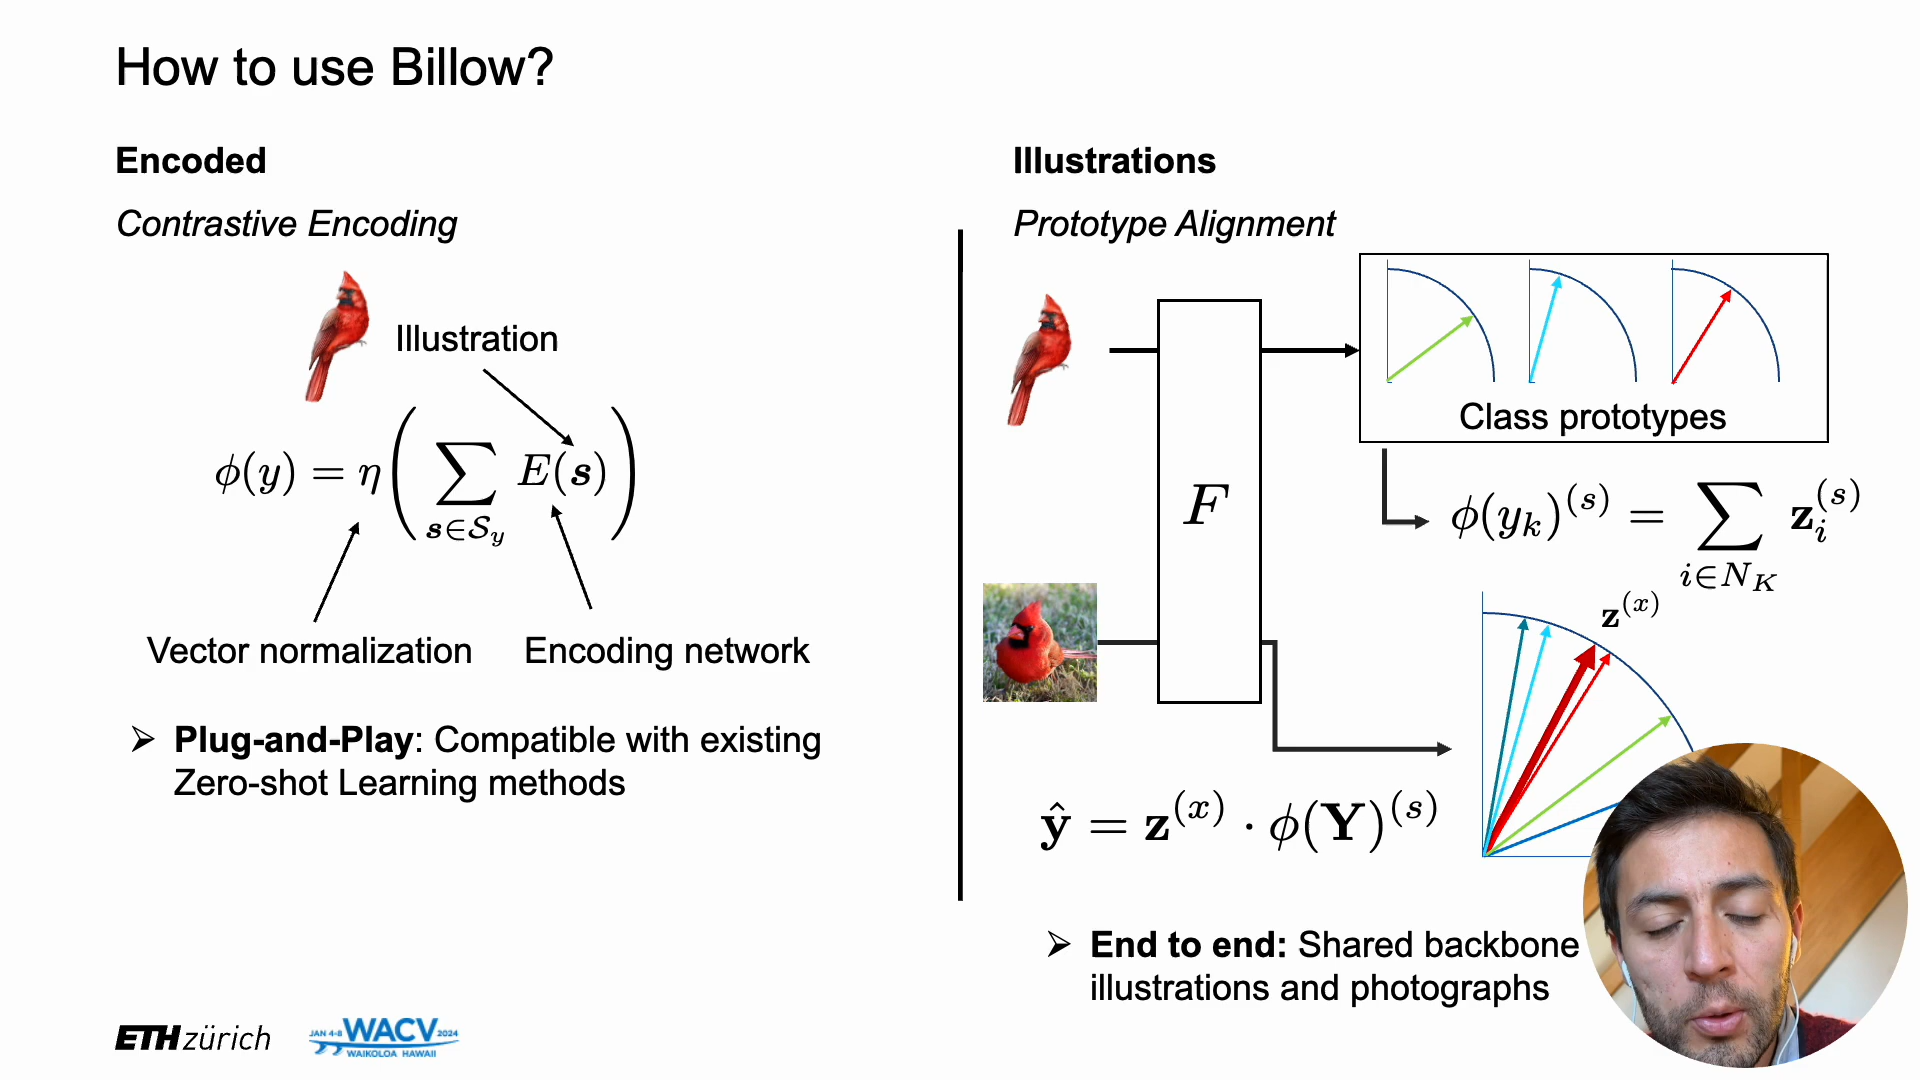 How to use Billow?
Encoded
Contrastive Encoding
Illustration
ϕ(y) = η( ∑ E(s) )
s∈𝒮_y
Vector normalization
Encoding network
➢ Plug-and-Play: Compatible with existing
Zero-shot Learning methods
Illustrations
Prototype Alignment
Class prototypes
F
ϕ(y_k)^(s) = ∑ z_i^(s)
i∈N_K
z^(x)
ŷ = z^(x) · ϕ(Y)^(s)
➢ End to end: Shared backbone
illustrations and photographs
ETH zürich
JAN 4-8 WACV 2024
WAIKOLOA HAWAII